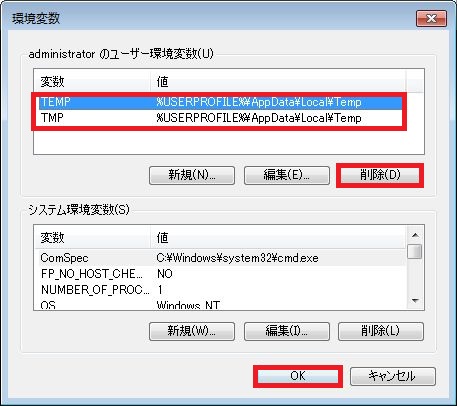 環境変数
administrator のユーザー環境変数(U)
変数 値
TEMP %USERPROFILE%¥AppData¥Local¥Temp
TMP %USERPROFILE%¥AppData¥Local¥Temp
新規(N)... 編集(E)... 削除(D)
システム環境変数(S)
変数 値
ComSpec C:¥Windows¥system32¥cmd.exe
FP_NO_HOST_CHE... NO
NUMBER_OF_PROC... 1
OS Windows_NT
新規(W)... 編集(I)... 削除(L)
OK キャンセル